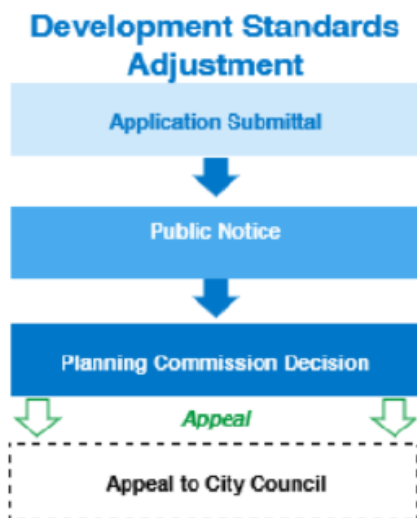 Development Standards
Adjustment
Application Submittal
Public Notice
Planning Commission Decision
Appeal
Appeal to City Council